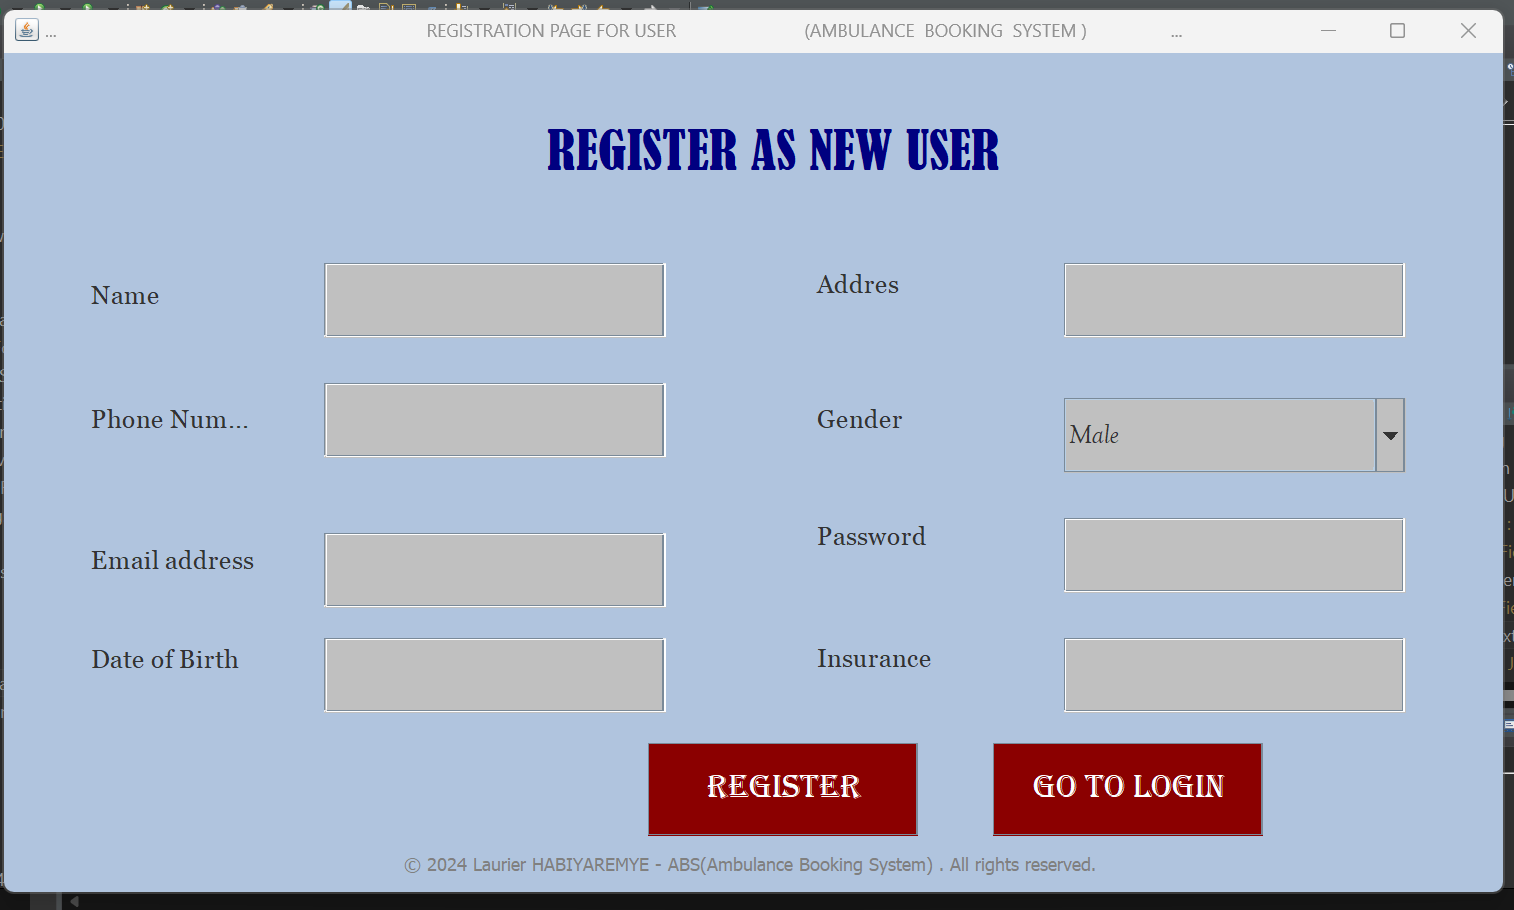 ... REGISTRATION PAGE FOR USER (AMBULANCE BOOKING SYSTEM ) ...
REGISTER AS NEW USER
Name
Addres
Phone Num...
Gender
Male
Email address
Password
Date of Birth
Insurance
REGISTER
GO TO LOGIN
© 2024 Laurier HABIYAREMYE - ABS(Ambulance Booking System) . All rights reserved.